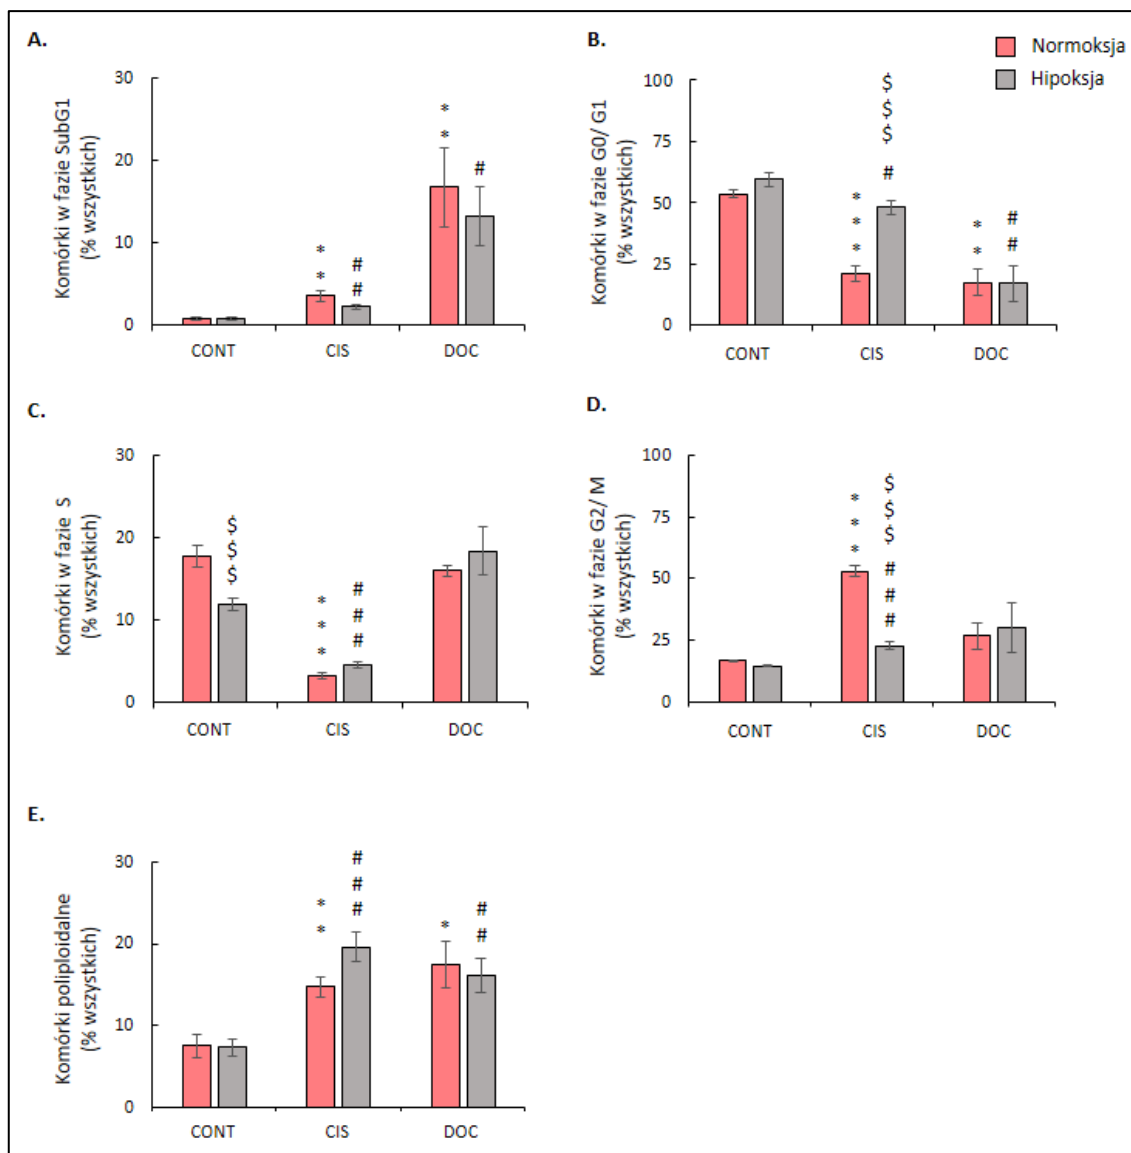 A.
Komórki w fazie SubG1
(% wszystkich)
30
20
10
0
* *
# #
* *
#
CONT CIS DOC
B.
Normoksja
Hipoksja
Komórki w fazie G0/ G1
(% wszystkich)
100
75
50
25
0
* * *
$ $ $
#
* *
# #
CONT CIS DOC
C.
Komórki w fazie S
(% wszystkich)
30
20
10
0
$ $ $
* * *
# # #
CONT CIS DOC
D.
Komórki w fazie G2/ M
(% wszystkich)
100
75
50
25
0
* * *
$ $ $
# # #
CONT CIS DOC
E.
Komórki poliploidalne
(% wszystkich)
30
20
10
0
* *
# # #
*
# #
CONT CIS DOC